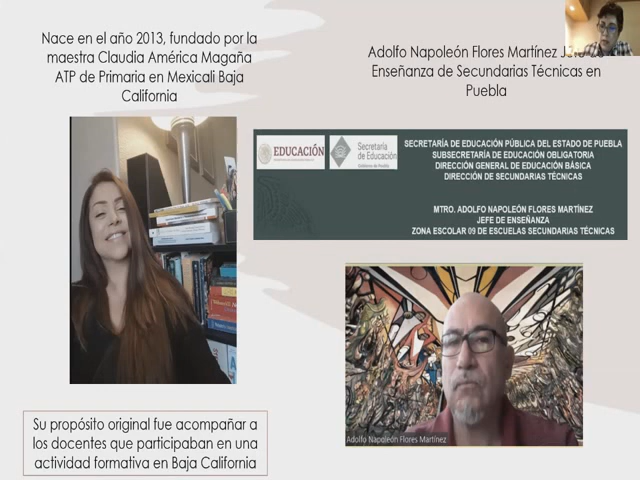 Nace en el año 2013, fundado por la
maestra Claudia América Magaña
ATP de Primaria en Mexicali Baja
California
Adolfo Napoleón Flores Martínez
Enseñanza de Secundarias Técnicas en
Puebla
EDUCACIÓN
Secretaría
de Educación
SECRETARÍA DE EDUCACIÓN PÚBLICA DEL ESTADO DE PUEBLA
SUBSECRETARÍA DE EDUCACIÓN OBLIGATORIA
DIRECCIÓN GENERAL DE EDUCACIÓN BÁSICA
DIRECCIÓN DE SECUNDARIAS TÉCNICAS
MTRO. ADOLFO NAPOLEÓN FLORES MARTÍNEZ
JEFE DE ENSEÑANZA
ZONA ESCOLAR 09 DE ESCUELAS SECUNDARIAS TÉCNICAS
Adolfo Napoleón Flores Martínez
Su propósito original fue acompañar a
los docentes que participaban en una
actividad formativa en Baja California